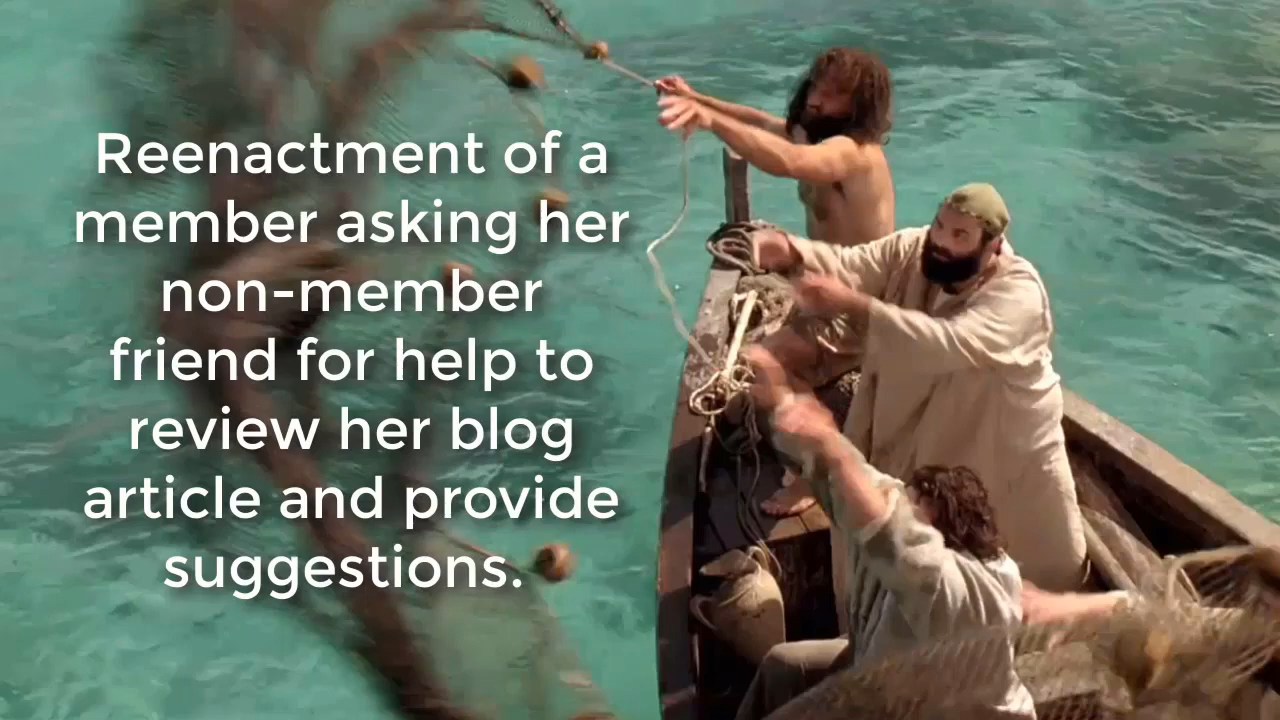 Reenactment of a
member asking her
non-member
friend for help to
review her blog
article and provide
suggestions.